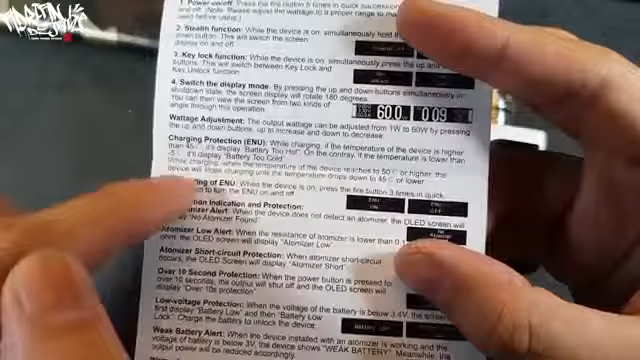 1. Power on/off: Press the fire button 5 times in quick succession
on/off. (Note: Please adjust the wattage to a proper range to
used before using.)
2. Stealth function: While the device is on, simultaneously hold the
down button. This will switch the screen
display on and off.
3. Key lock function: While the device is on, simultaneously press the up and
buttons. This will switch between Key Lock and
Key Unlock function.
4. Switch the display mode: By pressing the up and down buttons simultaneously in
shutdown state, the screen display will rotate 180 degrees.
You can then view the screen from two kinds of
angle through this operation.
60.0 0.09
Wattage Adjustment: The output wattage can be adjusted from 1W to 60W by pressing
the up and down buttons, up to increase and down to decrease
Charging Protection (ENU): While charging, if the temperature of the device is higher
than 45℃, it'll display "Battery Too Hot". On the contrary, if the temperature is lower than
-5℃, it'll display "Battery Too Cold"
While charging, when the temperature of the device reaches to 50℃ or higher, the
device will stop charging until the temperature drops down to 45℃ or lower
of ENU: When the device is on, press the fire button 3 times in quick
to turn the ENU on and off
ENU ON ENU OFF
Indication and Protection:
Alert: When the device does not detect an atomizer, the OLED screen will
"No Atomizer Found"
No Atomizer
Atomizer Low Alert: When the resistance of atomizer is lower than 0.1
ohm, the OLED screen will display "Atomizer Low"
Atomizer Short-circuit Protection: When atomizer short-circuit
occurs, the OLED Screen will display "Atomizer Short"
Over 10 Second Protection: When the power button is pressed for
over 10 seconds, the output will shut off and the OLED screen will
display "Over 10s protection"
Low-voltage Protection: When the voltage of the battery is below 3.4V, the screen
first display "Battery Low" and then "Battery
Lock". Charge the battery to unlock the device.
Battery Low
Weak Battery Alert: When the device installed with an atomizer is working and the
voltage of battery is below 3V, the device shows "WEAK BATTERY". Meanwhile, the
output power will be reduced accordingly.